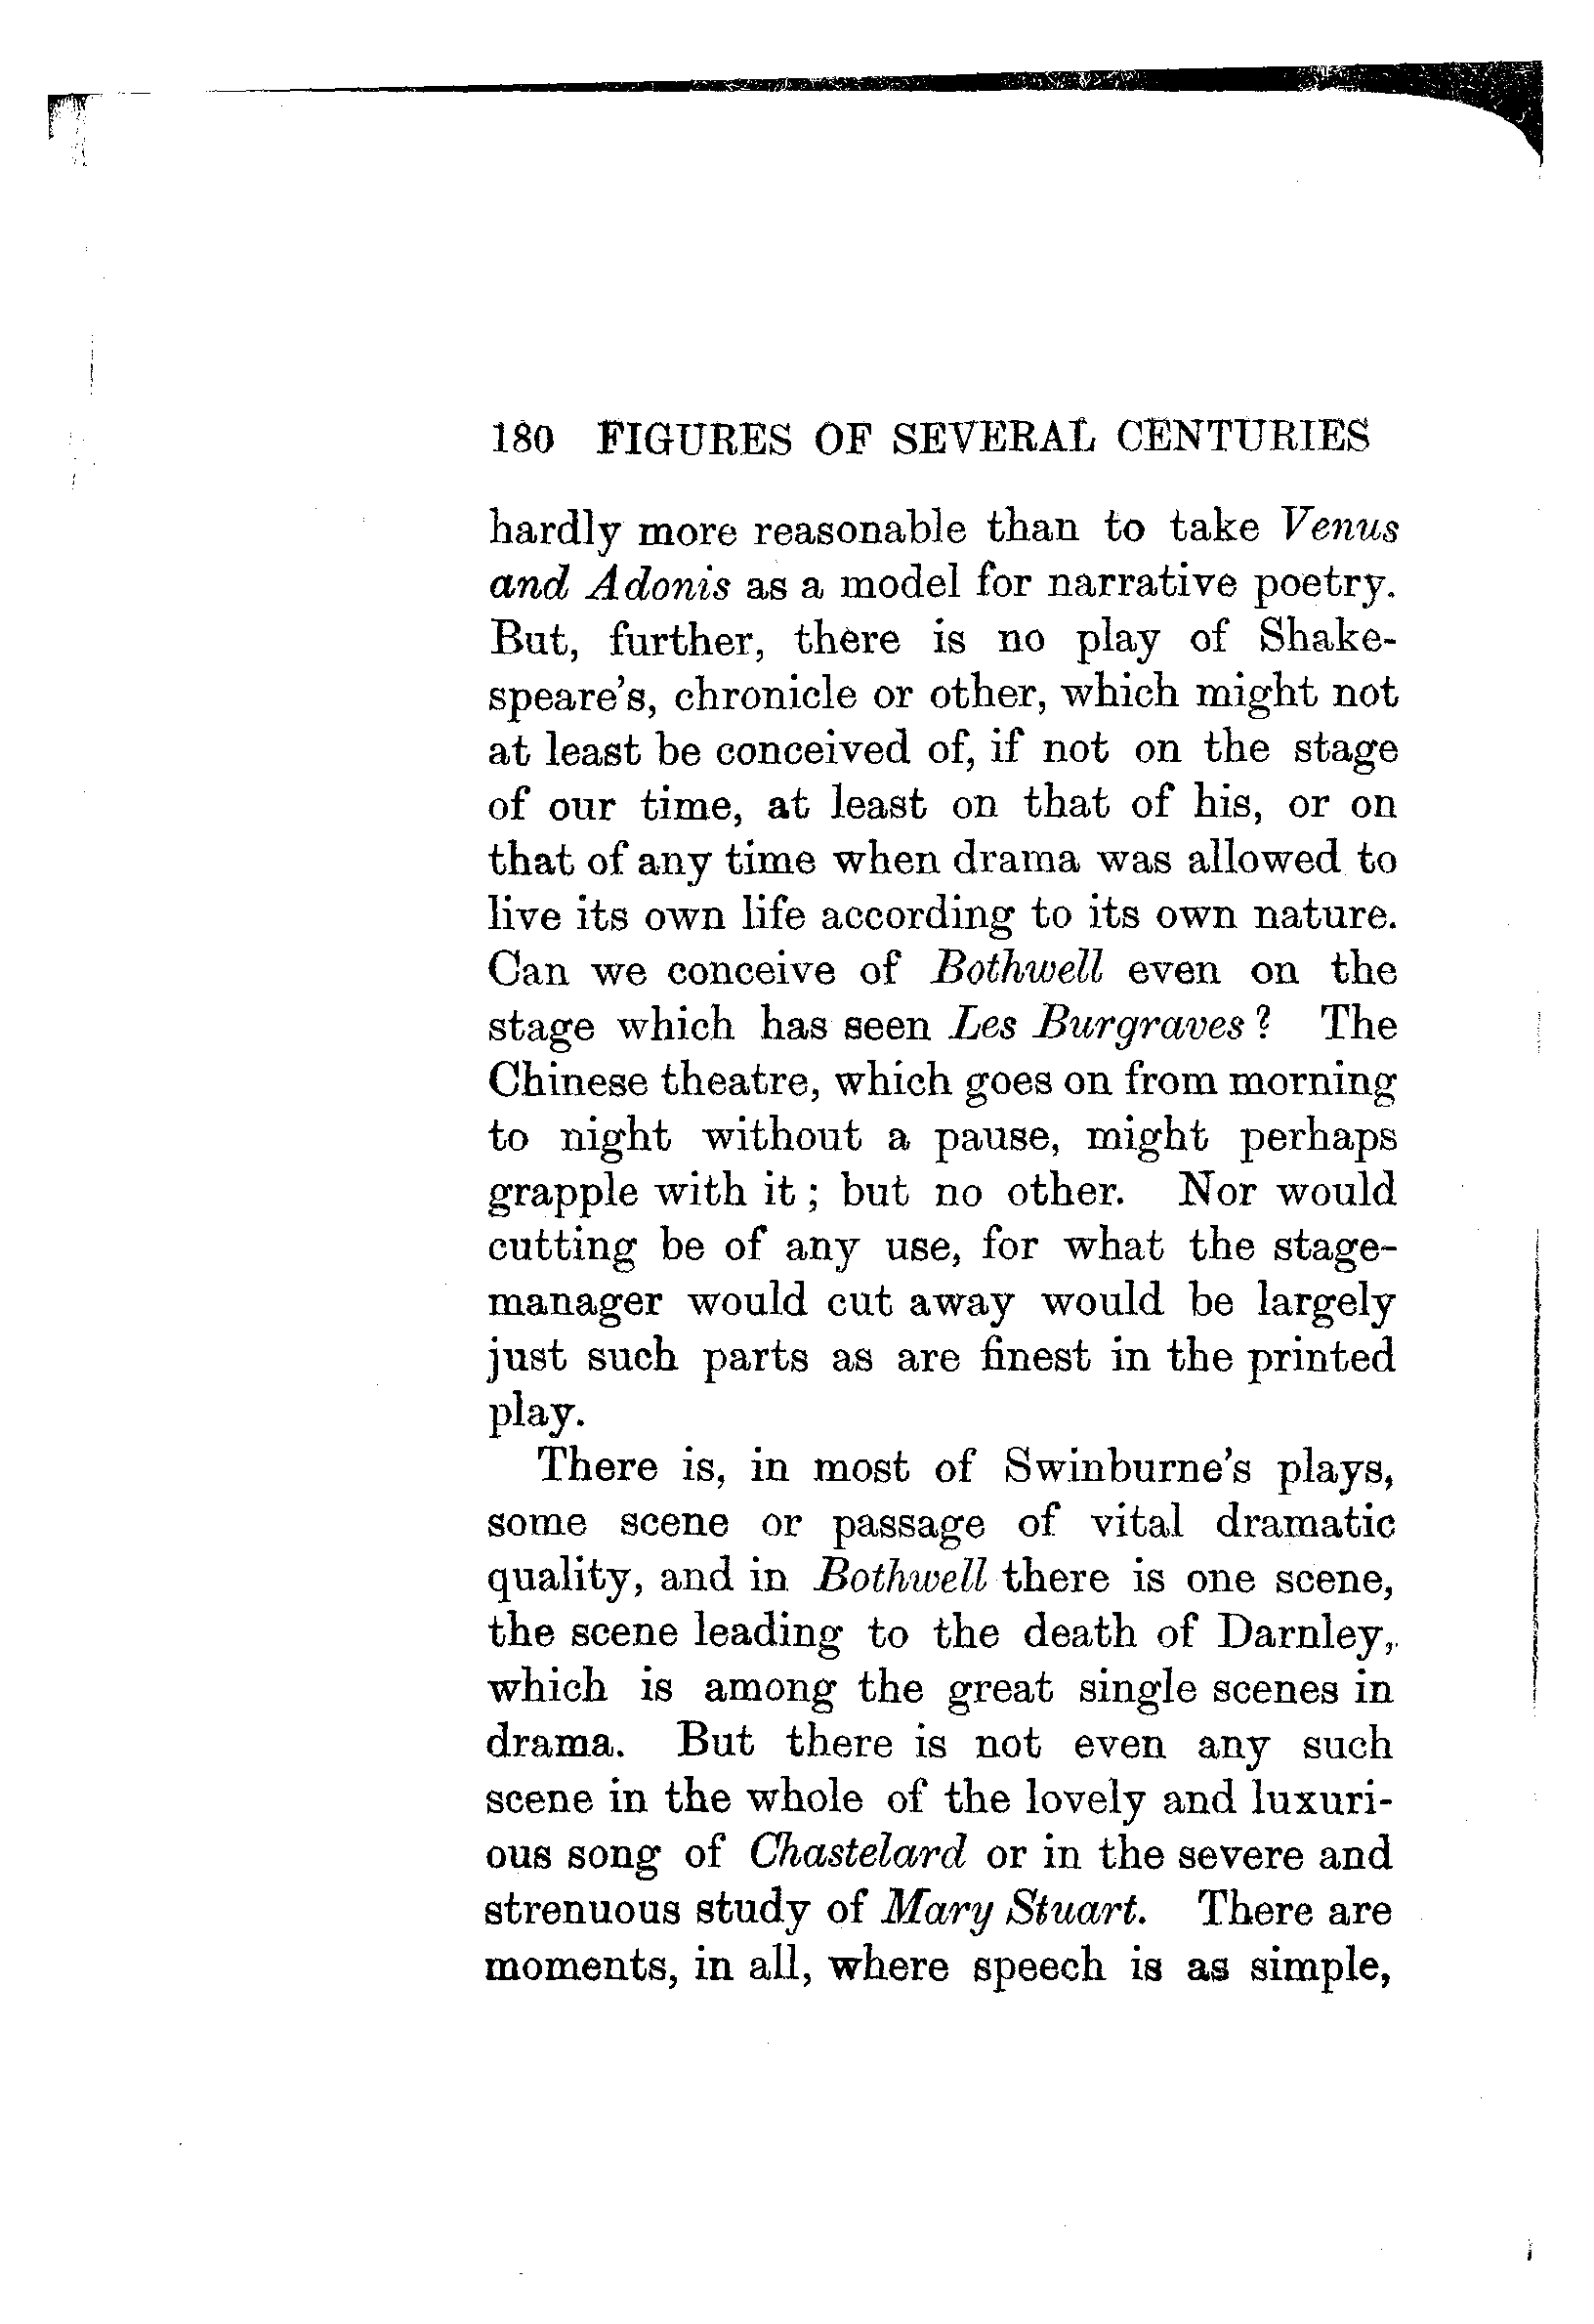 180 FIGURES OF SEVERAL CENTURIES
hardly more reasonable than to take Venus
and Adonis as a model for narrative poetry.
But, further, there is no play of Shake-
speare's, chronicle or other, which might not
at least be conceived of, if not on the stage
of our time, at least on that of his, or on
that of any time when drama was allowed to
live its own life according to its own nature.
Can we conceive of Bothwell even on the
stage which has seen Les Burgraves? The
Chinese theatre, which goes on from morning
to night without a pause, might perhaps
grapple with it; but no other. Nor would
cutting be of any use, for what the stage-
manager would cut away would be largely
just such parts as are finest in the printed
play.
There is, in most of Swinburne's plays,
some scene or passage of vital dramatic
quality, and in Bothwell there is one scene,
the scene leading to the death of Darnley,
which is among the great single scenes in
drama. But there is not even any such
scene in the whole of the lovely and luxuri-
ous song of Chastelard or in the severe and
strenuous study of Mary Stuart. There are
moments, in all, where speech is as simple,